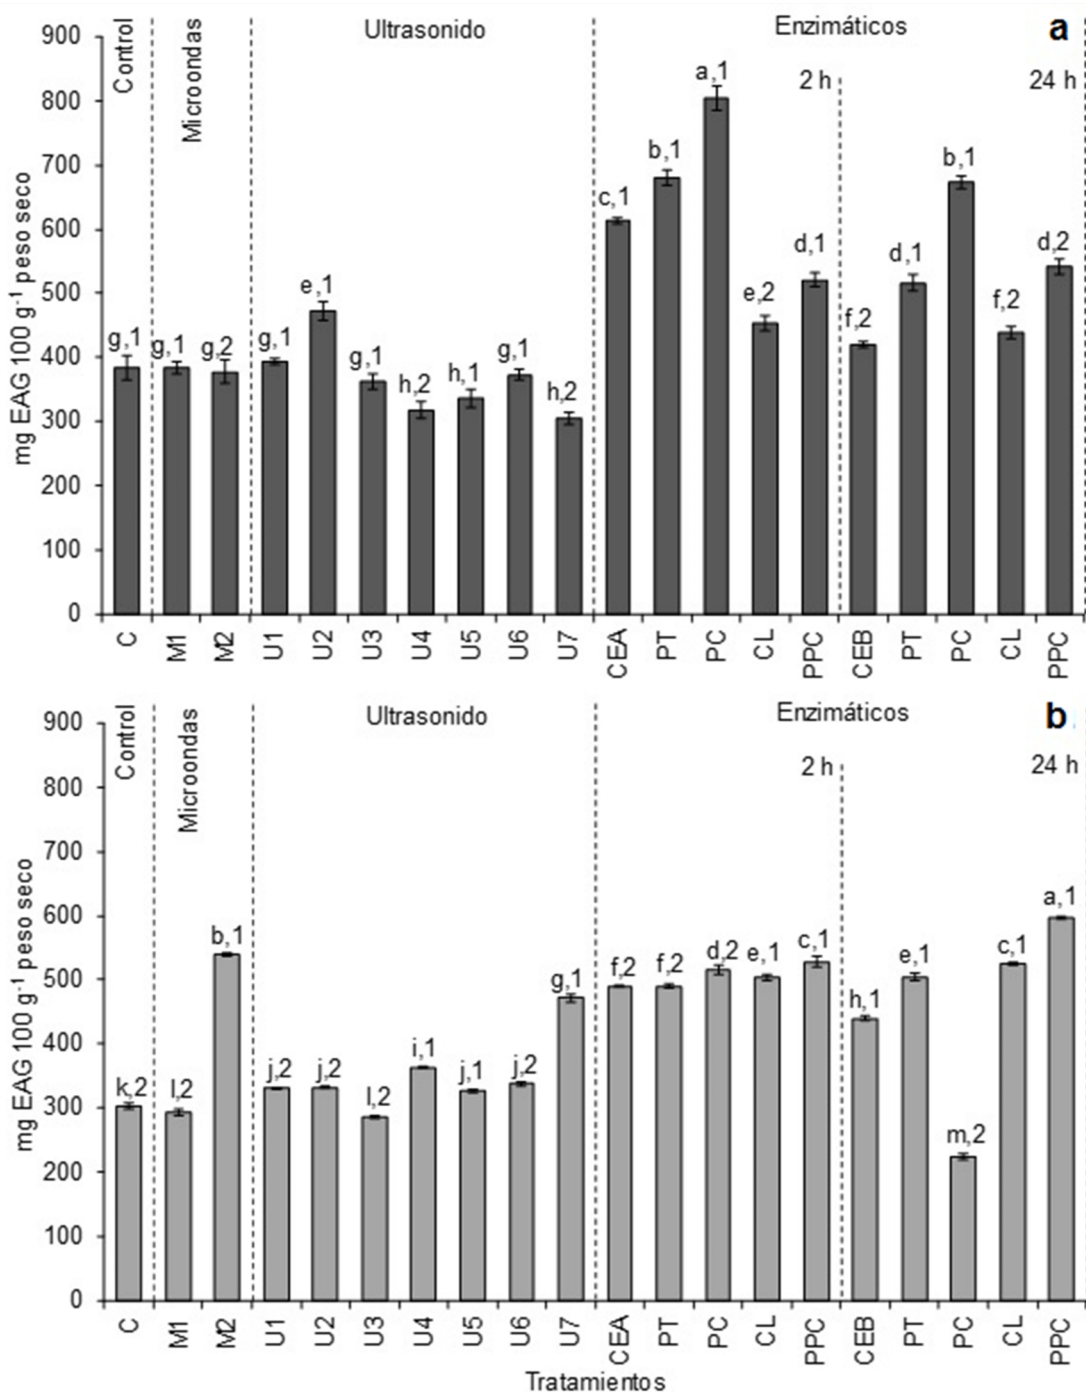 a
Control
Microondas
Ultrasonido
Enzimáticos
2 h
24 h
mg EAG 100 g⁻¹ peso seco
900
800
700
600
500
400
300
200
100
0
g,1
g,1
g,2
g,1
e,1
g,1
h,2
h,1
g,1
h,2
c,1
b,1
a,1
e,2
d,1
f,2
d,1
b,1
f,2
d,2
C
M1
M2
U1
U2
U3
U4
U5
U6
U7
CEA
PT
PC
CL
PPC
CEB
PT
PC
CL
PPC
b
Control
Microondas
Ultrasonido
Enzimáticos
2 h
24 h
mg EAG 100 g⁻¹ peso seco
900
800
700
600
500
400
300
200
100
0
k,2
l,2
b,1
j,2
j,2
l,2
i,1
j,1
j,2
g,1
f,2
f,2
d,2
e,1
c,1
h,1
e,1
m,2
c,1
a,1
C
M1
M2
U1
U2
U3
U4
U5
U6
U7
CEA
PT
PC
CL
PPC
CEB
PT
PC
CL
PPC
Tratamientos